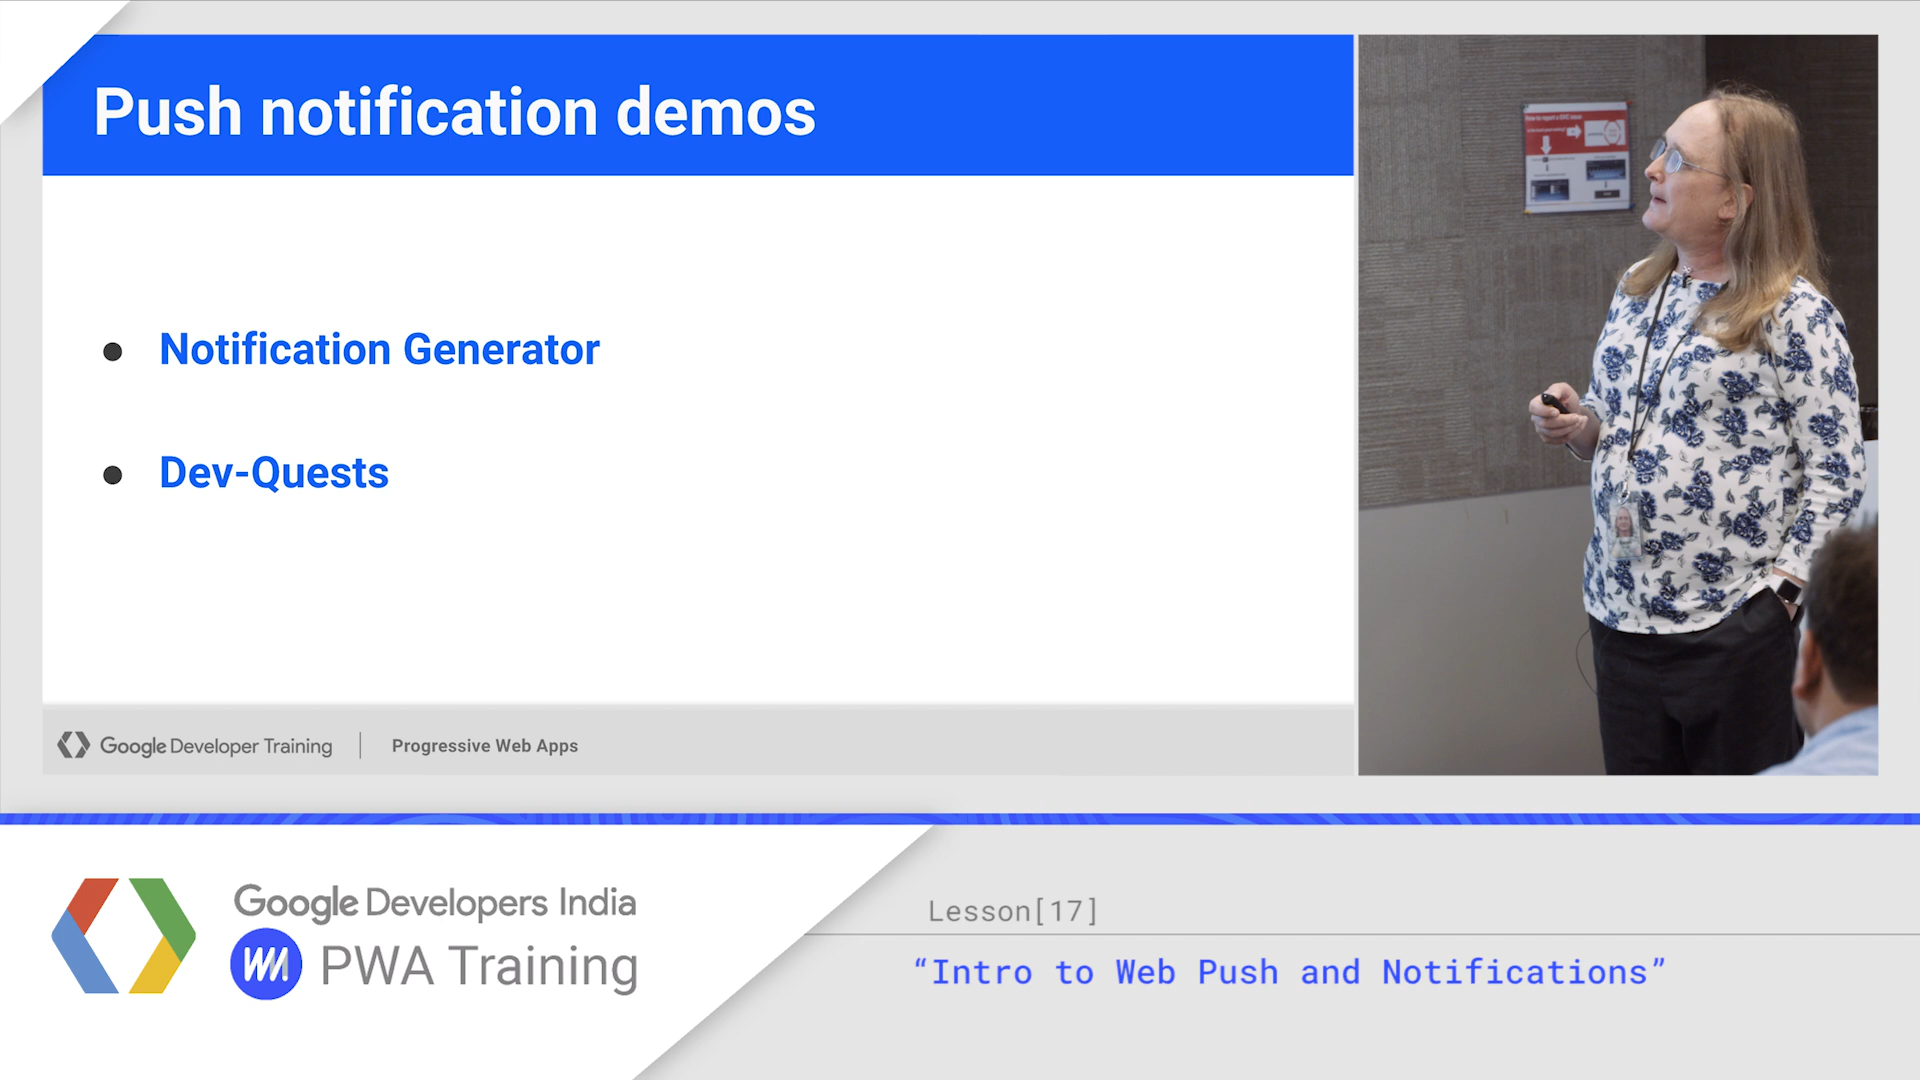 Push notification demos
Notification Generator
Dev-Quests
Google Developer Training
Progressive Web Apps
Google Developers India
PWA Training
Lesson[17]
“Intro to Web Push and Notifications”